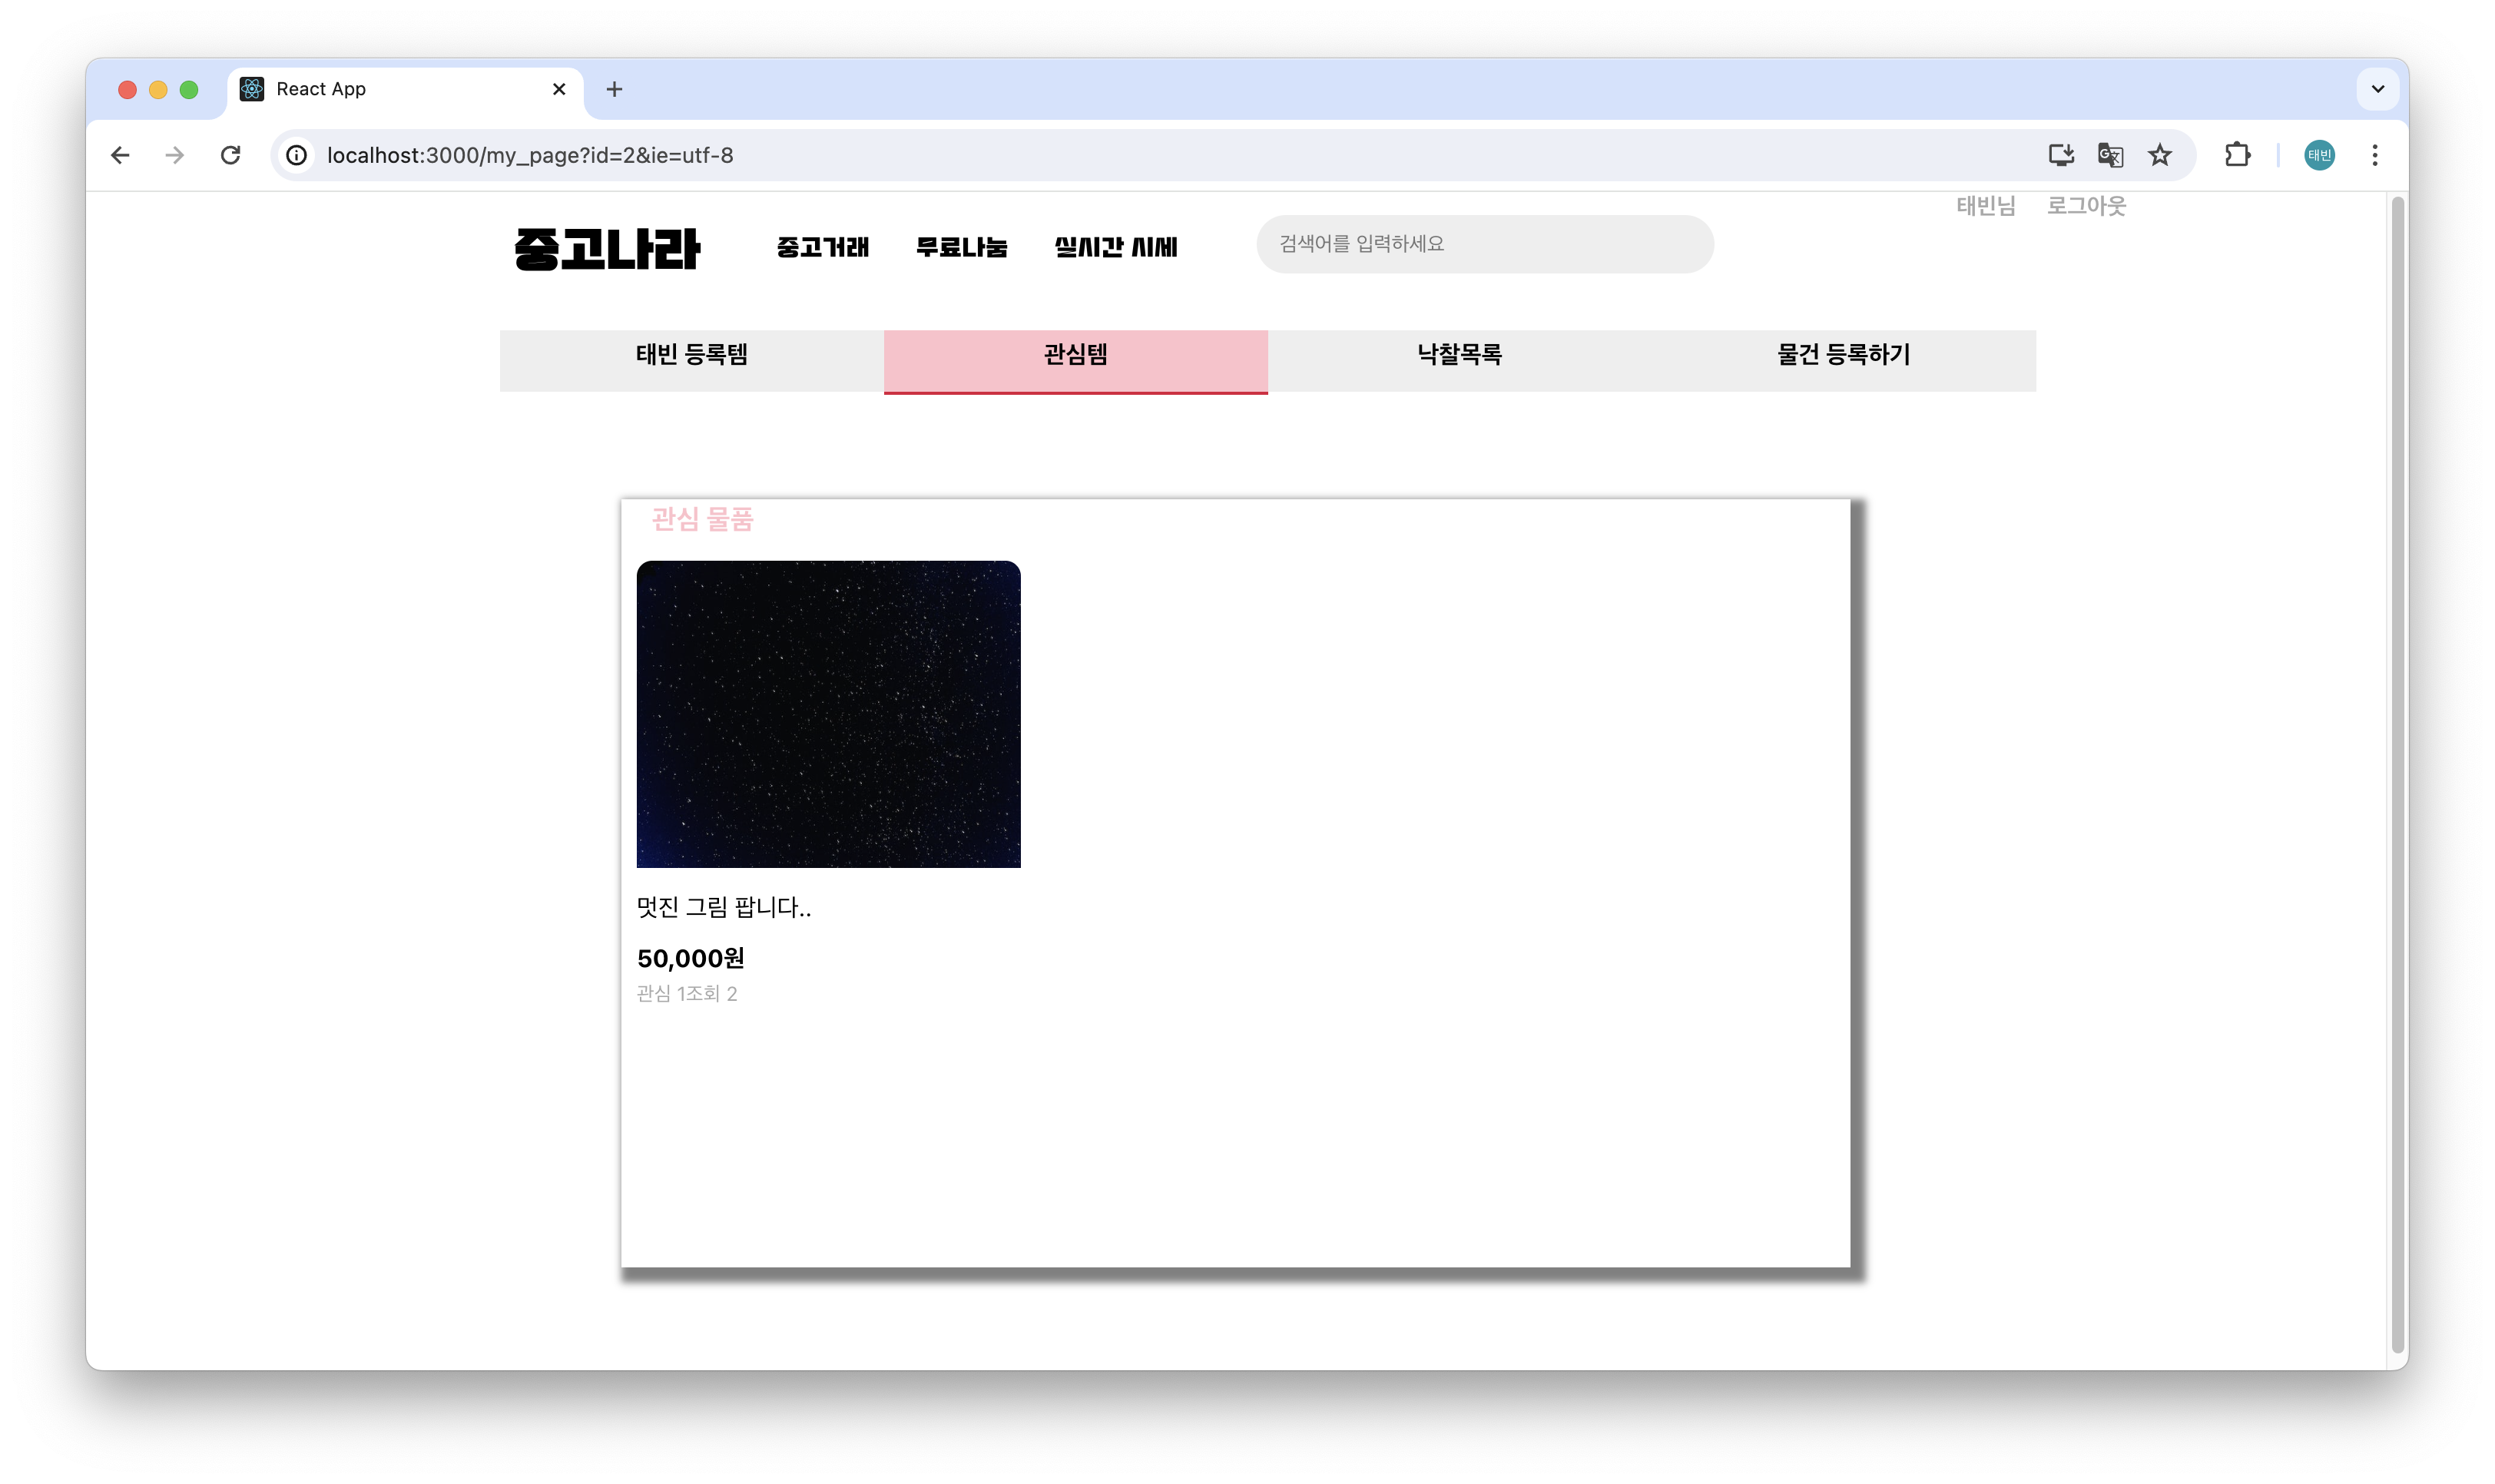 React App
localhost:3000/my_page?id=2&ie=utf-8
태빈
태빈님 로그아웃
중고나라 중고거래 무료나눔 실시간 시세 검색어를 입력하세요
태빈 등록템 관심템 낙찰목록 물건 등록하기
관심 물품
멋진 그림 팝니다..
50,000원
관심 1조회 2